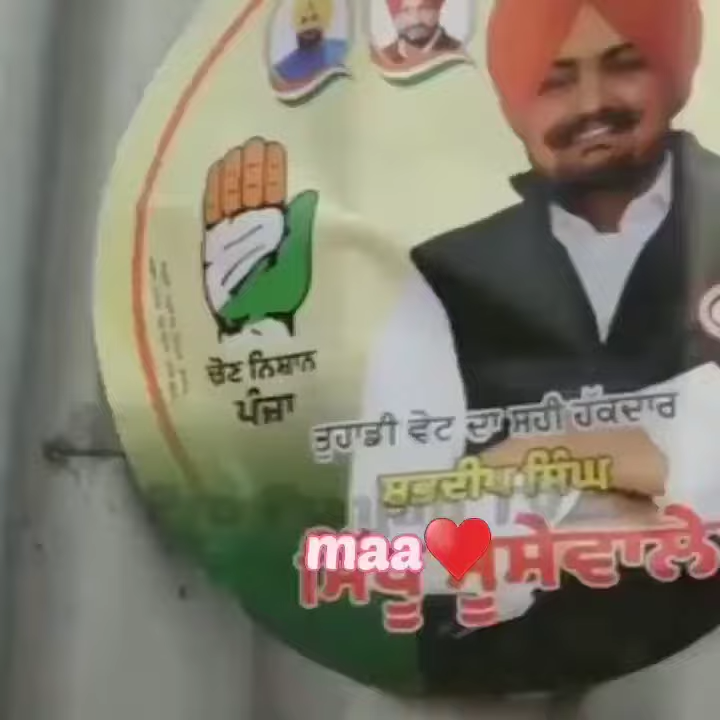 ਚੋਣ ਨਿਸ਼ਾਨ
ਪੰਜਾ
ਤੁਹਾਡੀ ਵੋਟ ਦਾ ਸਹੀ ਹੱਕਦਾਰ
ਸ਼ੁਭਦੀਪ ਸਿੰਘ
ਸਿੱਧੂ ਮੂਸੇਵਾਲੇ
maa❤️